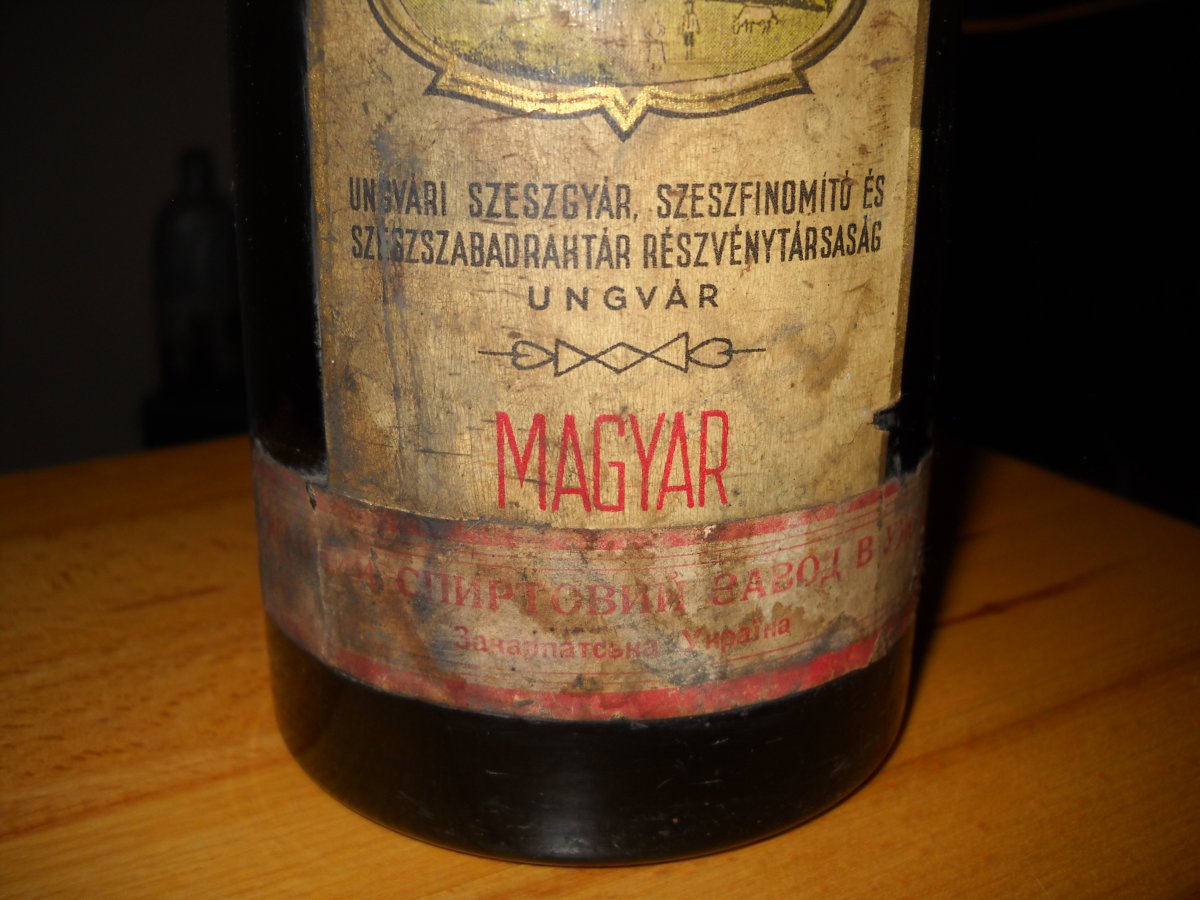 UNGVÁRI SZESZGYÁR, SZESZFINOMÍTÓ ÉS
SZESZSZABADRAKTÁR RÉSZVÉNYTÁRSASÁG
UNGVÁR
MAGYAR
СПИРТОВИЙ ЗАВОД В
Закарпатська Україна